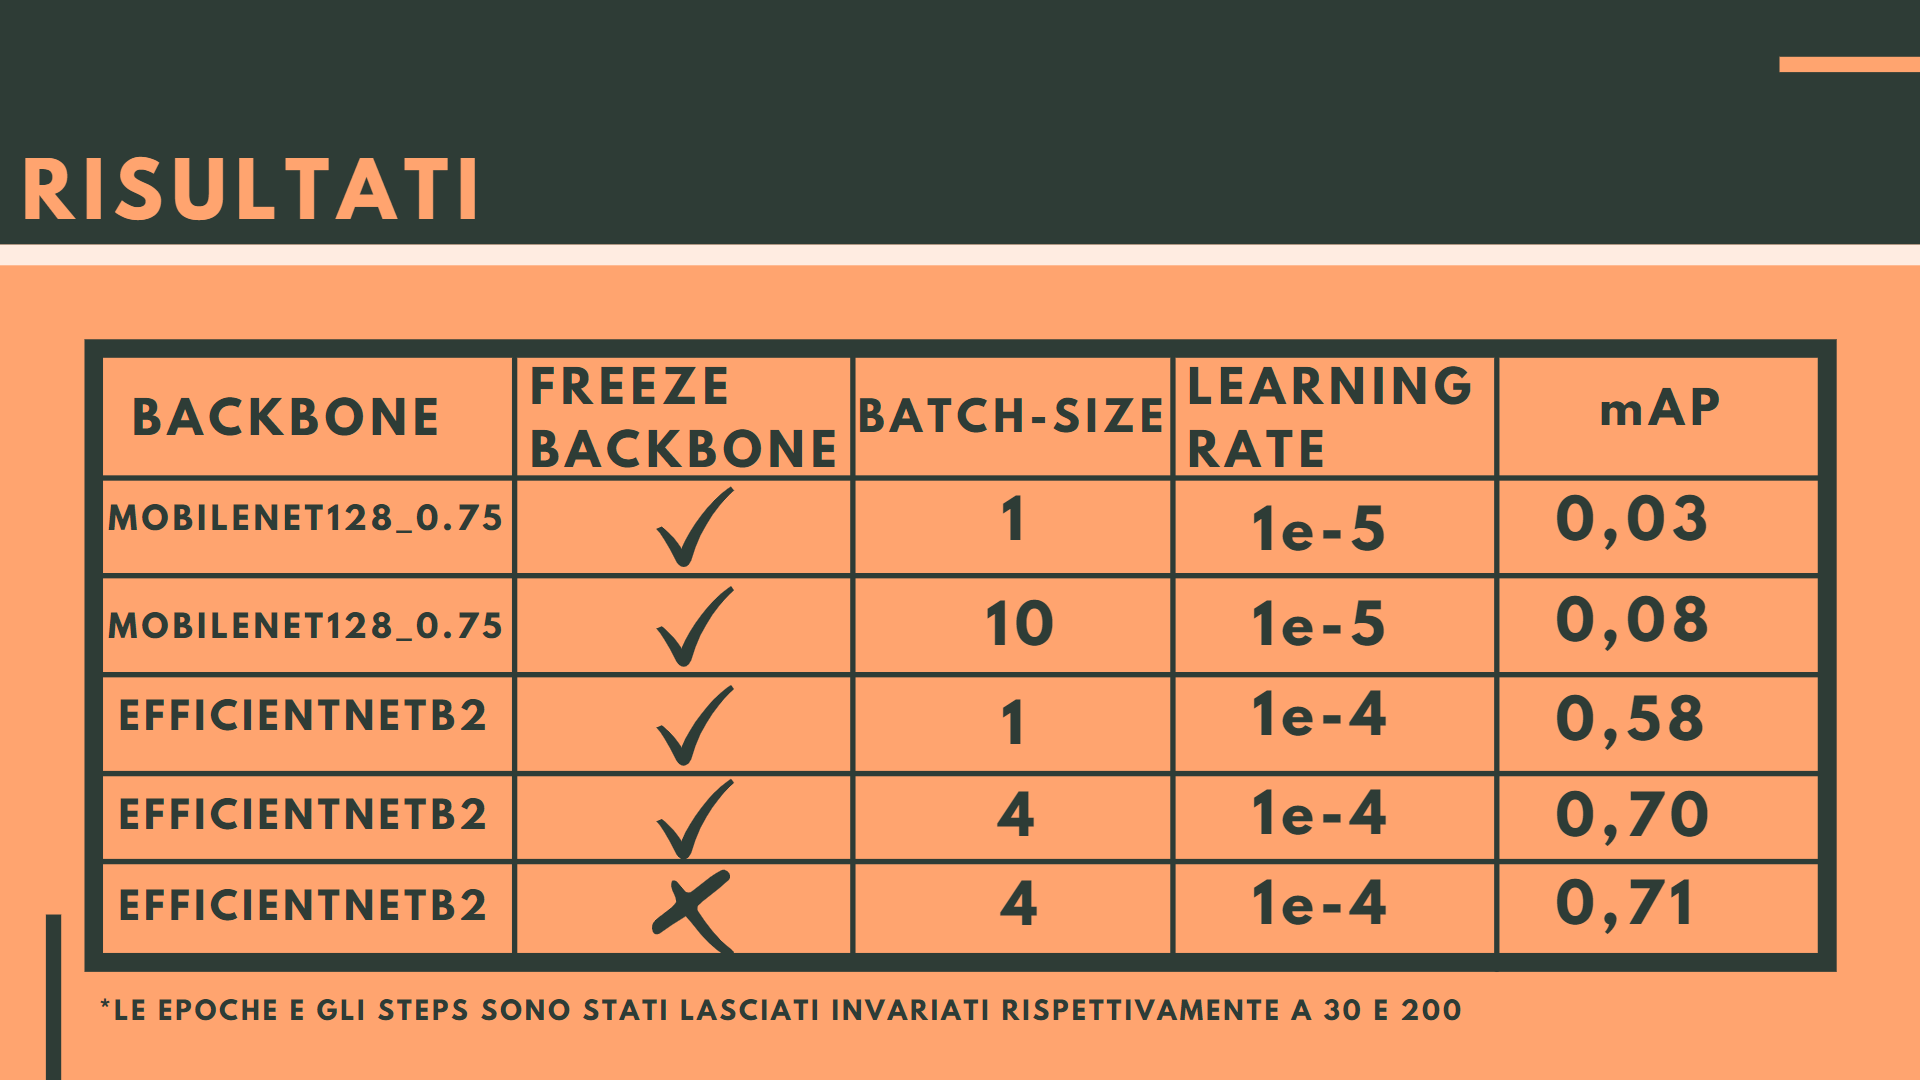 RISULTATI
BACKBONE
FREEZE
BACKBONE
BATCH-SIZE
LEARNING
RATE
mAP
MOBILENET128_0.75
1
1e-5
0,03
MOBILENET128_0.75
10
1e-5
0,08
EFFICIENTNETB2
1
1e-4
0,58
EFFICIENTNETB2
4
1e-4
0,70
EFFICIENTNETB2
4
1e-4
0,71
*LE EPOCHE E GLI STEPS SONO STATI LASCIATI INVARIATI RISPETTIVAMENTE A 30 E 200